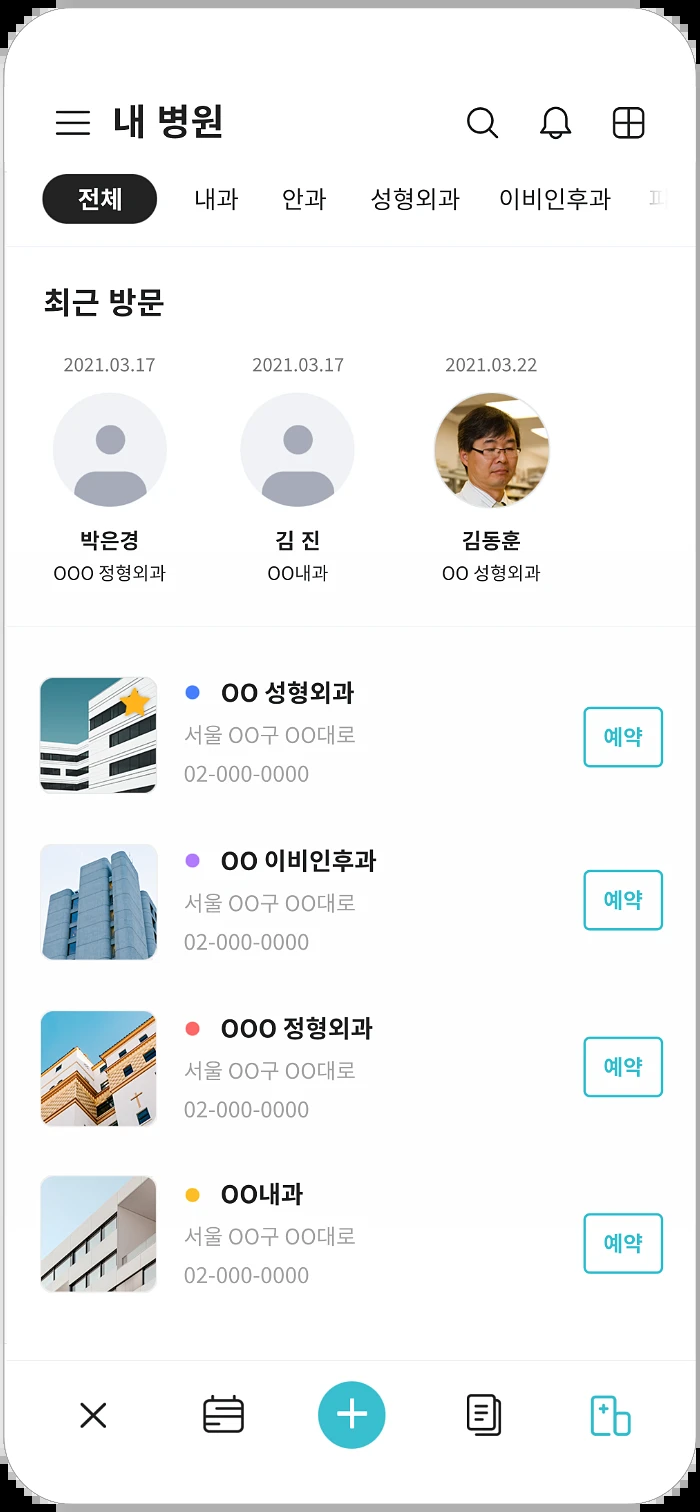 내 병원
전체 내과 안과 성형외과 이비인후과
최근 방문
2021.03.17 2021.03.17 2021.03.22
박은경 김 진 김동훈
OOO 정형외과 OO내과 OO 성형외과
OO 성형외과
서울 OO구 OO대로
예약
02-000-0000
OO 이비인후과
서울 OO구 OO대로
예약
02-000-0000
OOO 정형외과
서울 OO구 OO대로
예약
02-000-0000
OO내과
서울 OO구 OO대로
예약
02-000-0000